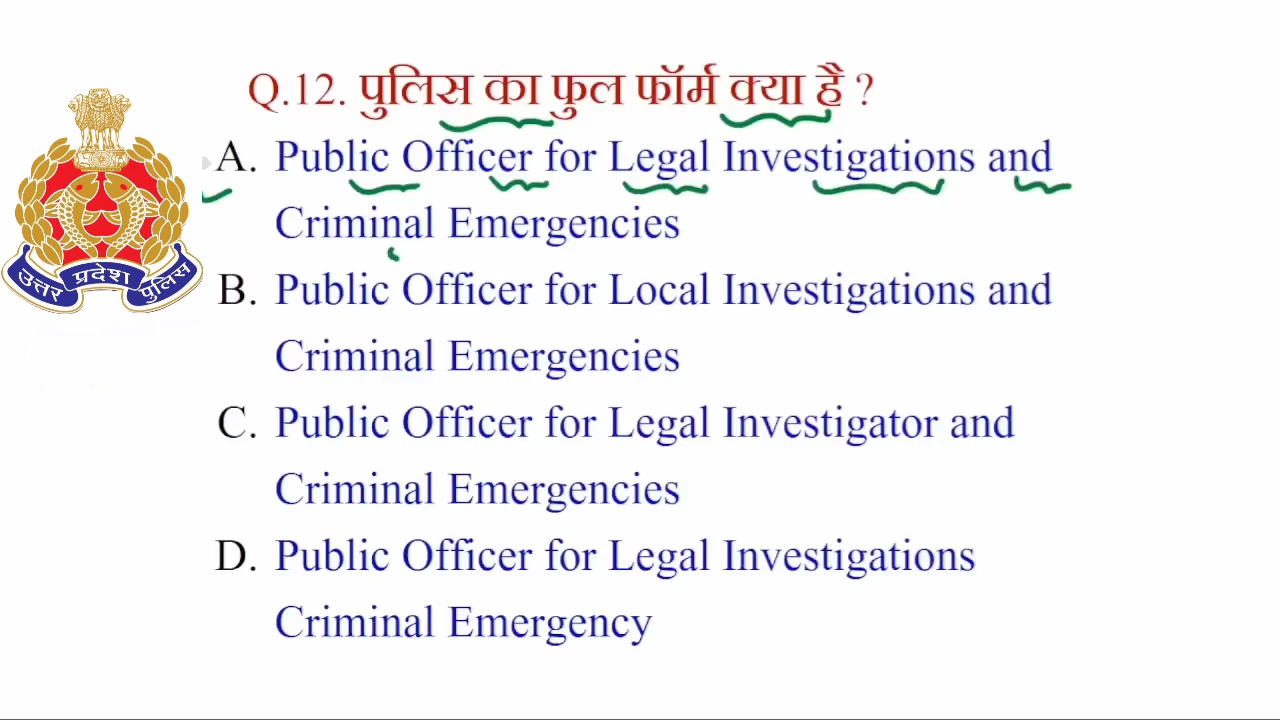 Q.12. पुलिस का फुल फॉर्म क्या है ?
A. Public Officer for Legal Investigations and
Criminal Emergencies
B. Public Officer for Local Investigations and
Criminal Emergencies
C. Public Officer for Legal Investigator and
Criminal Emergencies
D. Public Officer for Legal Investigations
Criminal Emergency
उत्तर प्रदेश पुलिस